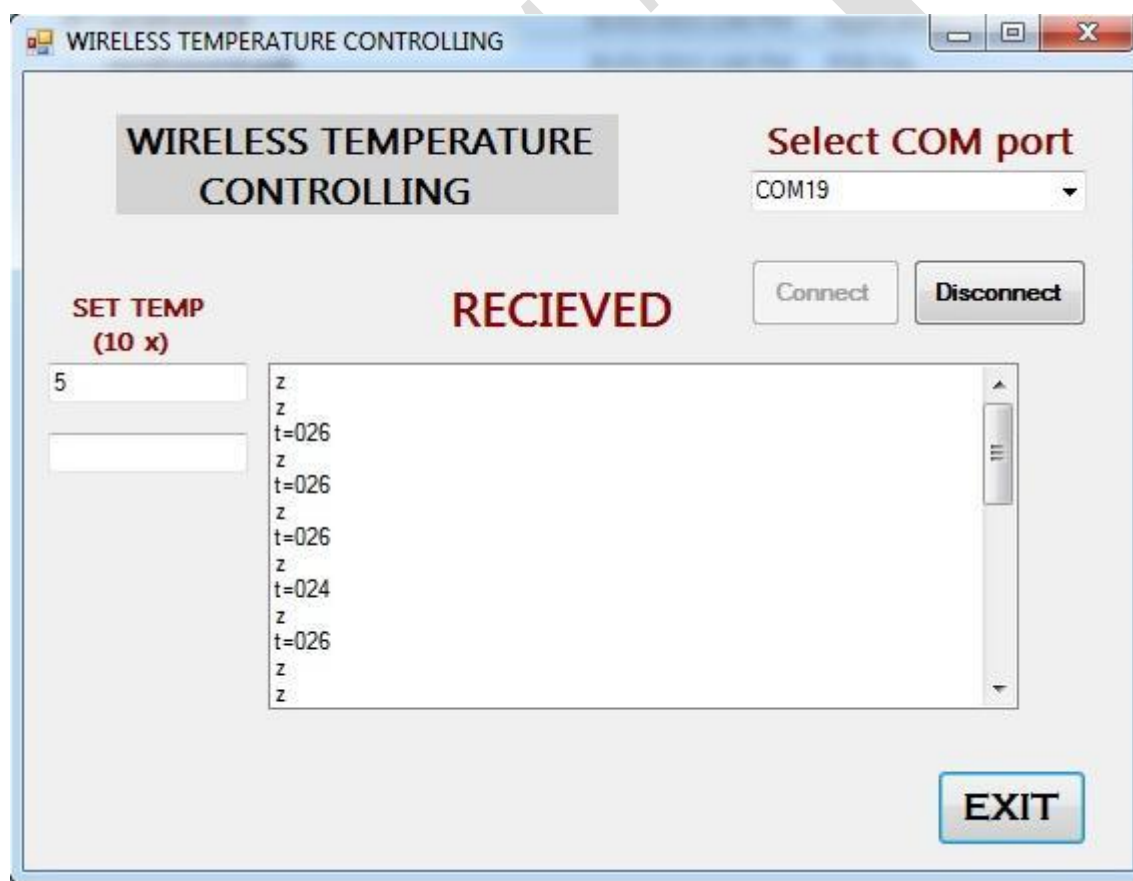 WIRELESS TEMPERATURE CONTROLLING
WIRELESS TEMPERATURE
CONTROLLING
Select COM port
COM19
Connect
Disconnect
SET TEMP
(10 x)
RECIEVED
5
z
z
t=026
z
t=026
z
t=026
z
t=024
z
t=026
z
z
EXIT